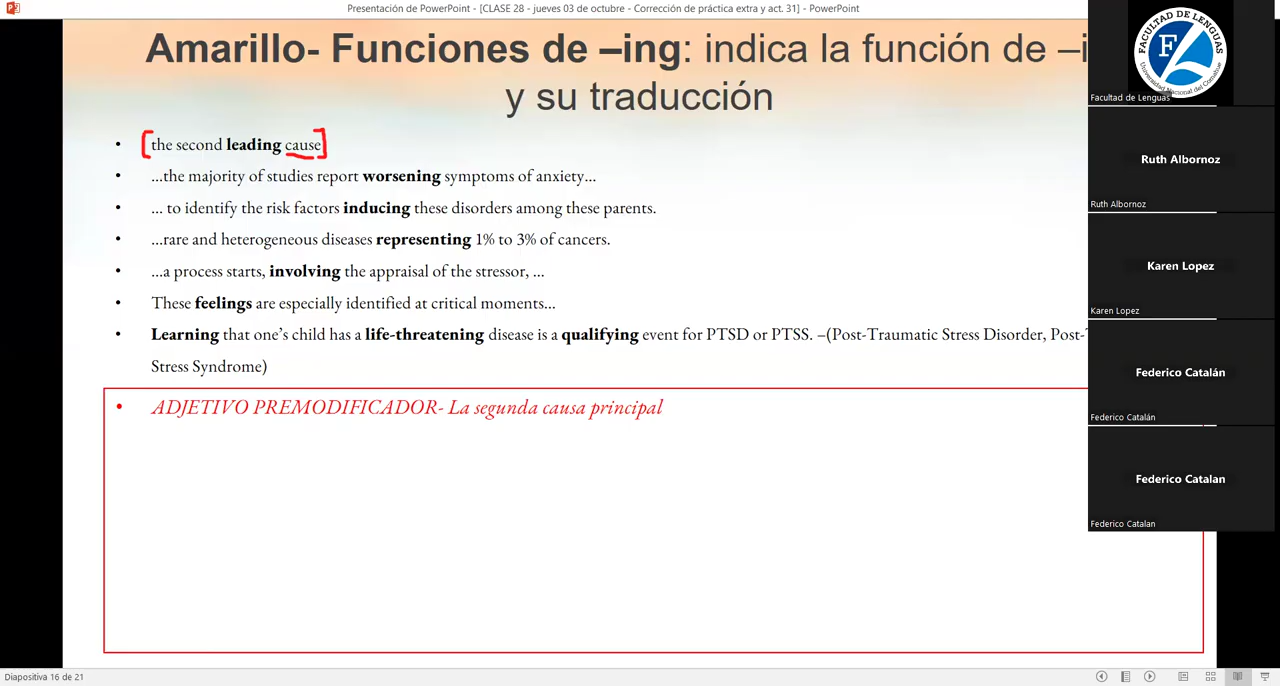 Presentación de PowerPoint - [CLASE 28 - jueves 03 de octubre - Corrección de práctica extra y act. 31] - PowerPoint
Amarillo- Funciones de –ing: indica la función de –i
y su traducción
• [the second leading cause]
• ...the majority of studies report worsening symptoms of anxiety...
• ... to identify the risk factors inducing these disorders among these parents.
• ...rare and heterogeneous diseases representing 1% to 3% of cancers.
• ...a process starts, involving the appraisal of the stressor, ...
• These feelings are especially identified at critical moments...
• Learning that one's child has a life-threatening disease is a qualifying event for PTSD or PTSS. –(Post-Traumatic Stress Disorder, Post-
Stress Syndrome)
• ADJETIVO PREMODIFICADOR- La segunda causa principal
FACULTAD DE LENGUAS
Universidad Nacional del Comahue
FL
Facultad de Lenguas
Ruth Albornoz
Ruth Albornoz
Karen Lopez
Karen Lopez
Federico Catalán
Federico Catalán
Federico Catalan
Federico Catalan
Diapositiva 16 de 21